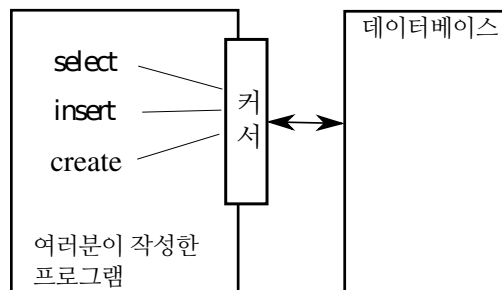 select
insert
create
커
서
여러분이 작성한
프로그램
데이터베이스